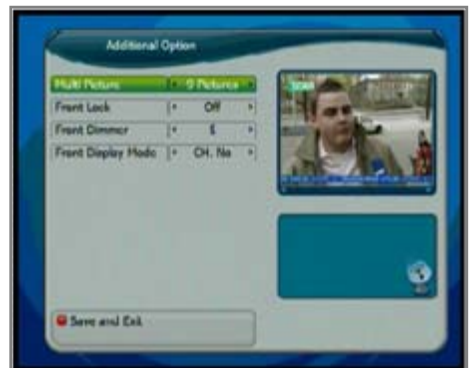 Additional Option
Multi Picture 9 Pictures
Front Lock Off
Front Dimmer 5
Front Display Mode CH. No
Save and Exit